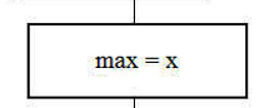 max = x